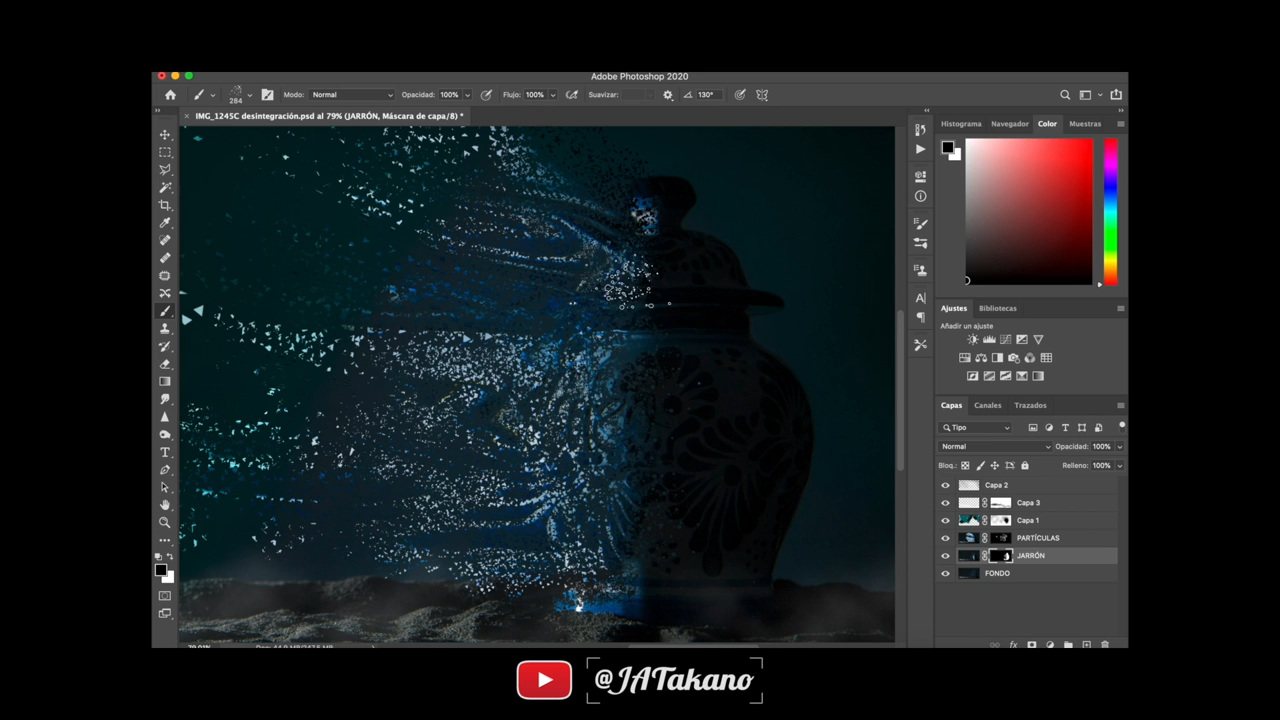 Adobe Photoshop 2020
284 Modo: Normal Opacidad: 100% Flujo: 100% Suavizar: 130°
× IMG_1245C desintegración.psd al 79% (JARRÓN, Máscara de capa/8) *
Histograma Navegador Color Muestras
Ajustes Bibliotecas
Añadir un ajuste
Capas Canales Trazados
Tipo
Normal Opacidad: 100%
Bloq.: Relleno: 100%
Capa 2
Capa 3
Capa 1
PARTÍCULAS
JARRÓN
FONDO
@JATakano